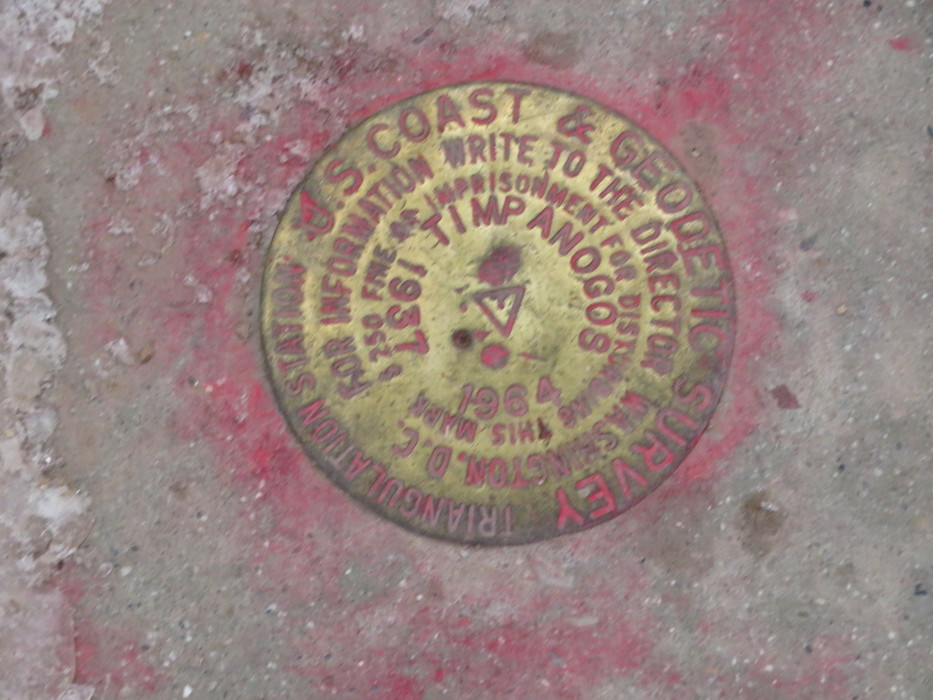 U.S. COAST & GEODETIC SURVEY
TRIANGULATION STATION
FOR INFORMATION WRITE TO THE DIRECTOR
WASHINGTON, D.C.
$250 FINE OR IMPRISONMENT FOR DISTURBING
THIS MARK
TIMPANOGOS
1937
1964